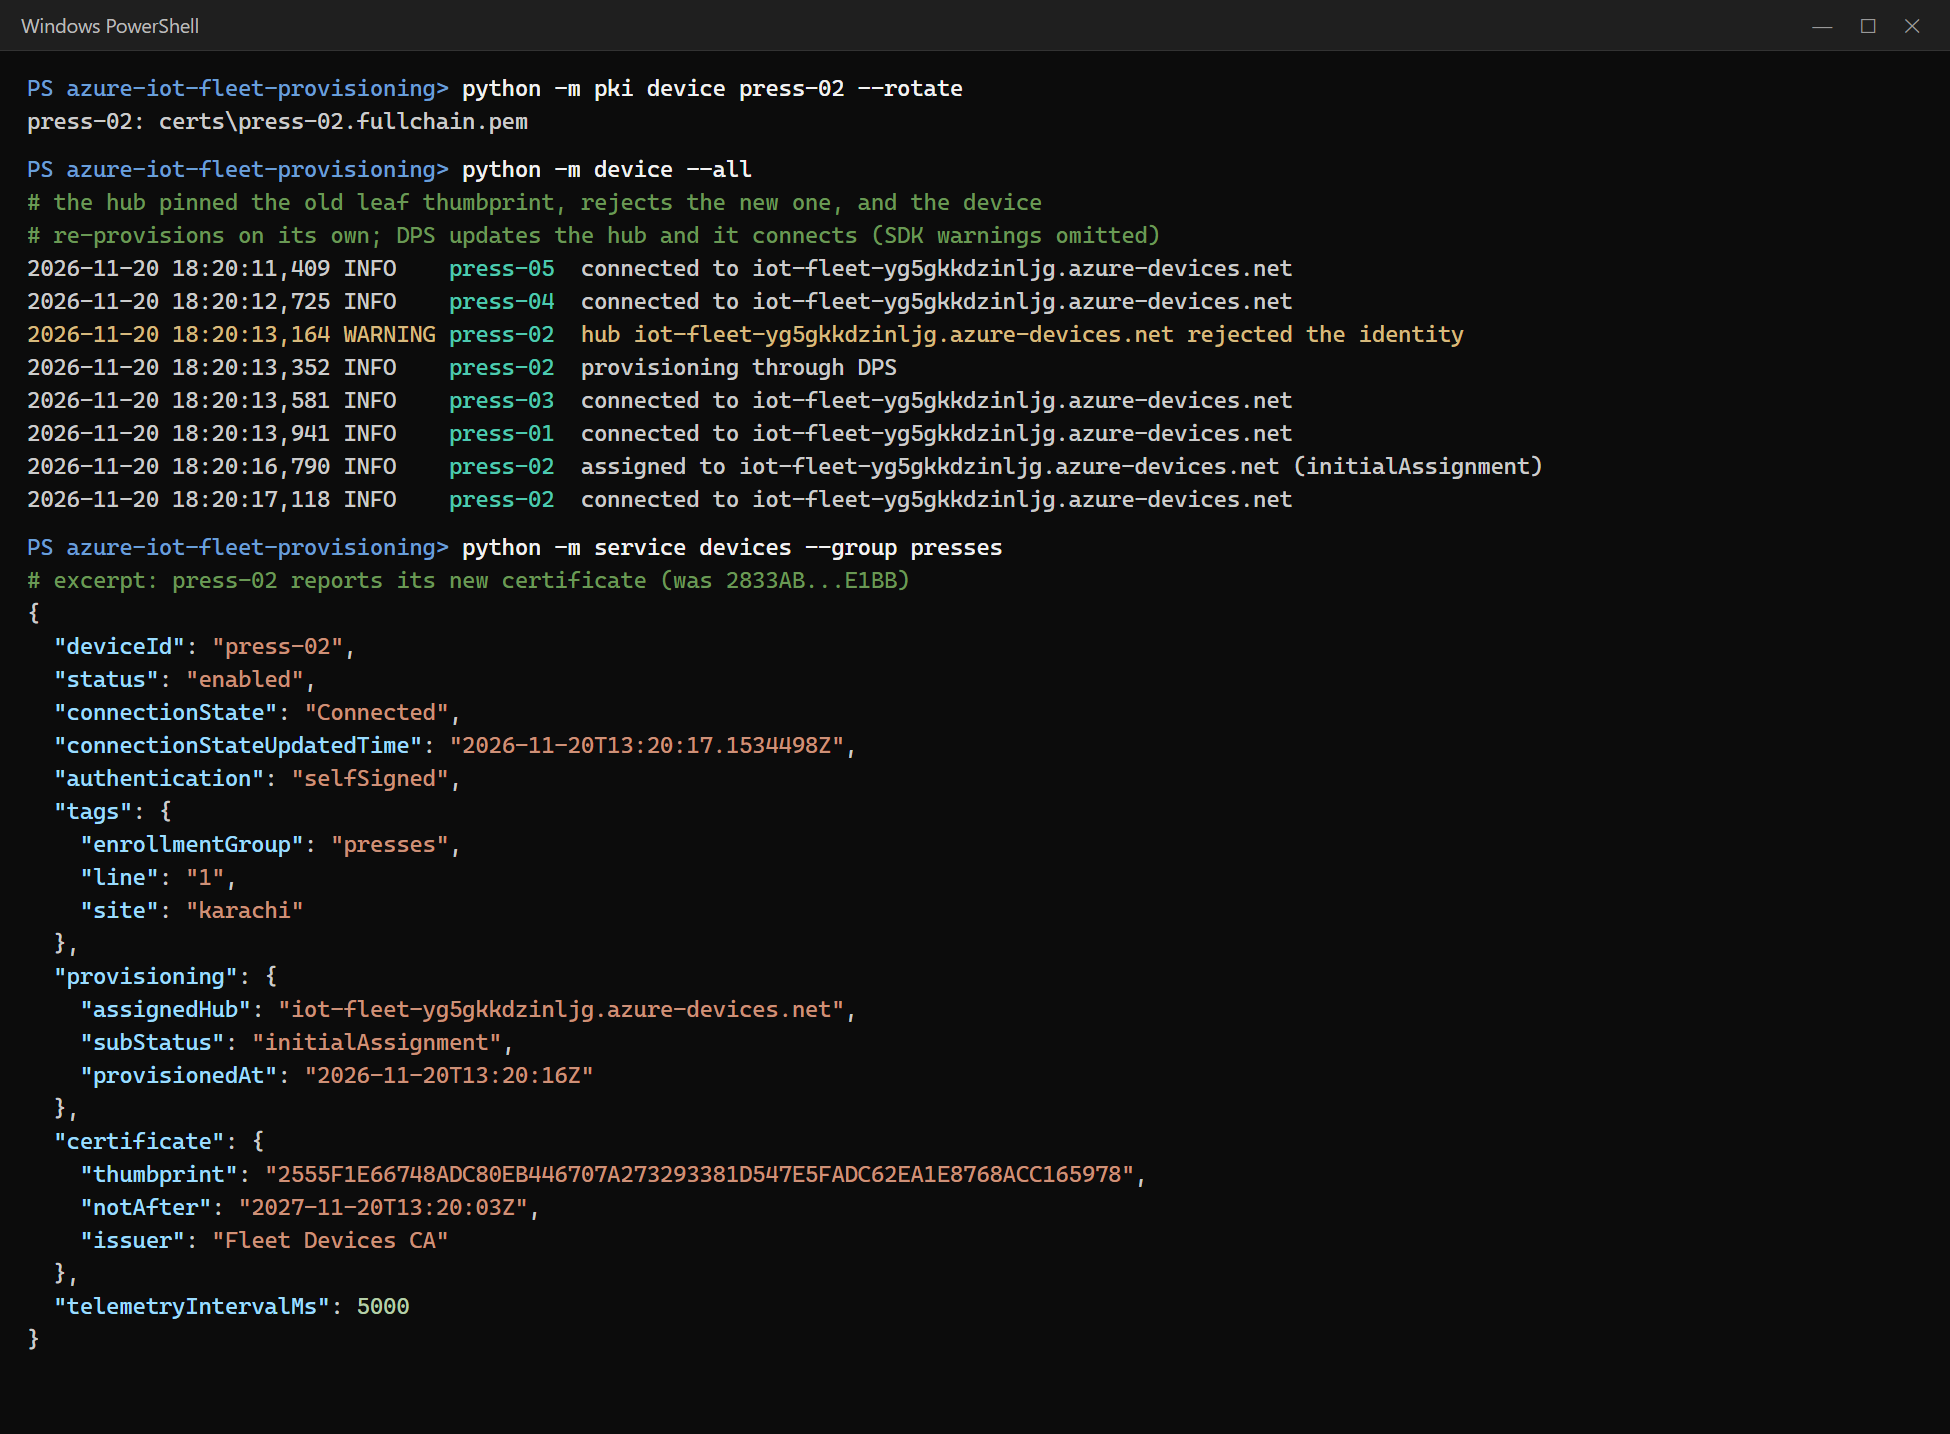 Windows PowerShell
PS azure-iot-fleet-provisioning> python -m pki device press-02 --rotate
press-02: certs\press-02.fullchain.pem
PS azure-iot-fleet-provisioning> python -m device --all
# the hub pinned the old leaf thumbprint, rejects the new one, and the device
# re-provisions on its own; DPS updates the hub and it connects (SDK warnings omitted)
2026-11-20 18:20:11,409 INFO    press-05  connected to iot-fleet-yg5gkkdzinljg.azure-devices.net
2026-11-20 18:20:12,725 INFO    press-04  connected to iot-fleet-yg5gkkdzinljg.azure-devices.net
2026-11-20 18:20:13,164 WARNING press-02  hub iot-fleet-yg5gkkdzinljg.azure-devices.net rejected the identity
2026-11-20 18:20:13,352 INFO    press-02  provisioning through DPS
2026-11-20 18:20:13,581 INFO    press-03  connected to iot-fleet-yg5gkkdzinljg.azure-devices.net
2026-11-20 18:20:13,941 INFO    press-01  connected to iot-fleet-yg5gkkdzinljg.azure-devices.net
2026-11-20 18:20:16,790 INFO    press-02  assigned to iot-fleet-yg5gkkdzinljg.azure-devices.net (initialAssignment)
2026-11-20 18:20:17,118 INFO    press-02  connected to iot-fleet-yg5gkkdzinljg.azure-devices.net
PS azure-iot-fleet-provisioning> python -m service devices --group presses
# excerpt: press-02 reports its new certificate (was 2833AB...E1BB)
{
  "deviceId": "press-02",
  "status": "enabled",
  "connectionState": "Connected",
  "connectionStateUpdatedTime": "2026-11-20T13:20:17.1534498Z",
  "authentication": "selfSigned",
  "tags": {
    "enrollmentGroup": "presses",
    "line": "1",
    "site": "karachi"
  },
  "provisioning": {
    "assignedHub": "iot-fleet-yg5gkkdzinljg.azure-devices.net",
    "subStatus": "initialAssignment",
    "provisionedAt": "2026-11-20T13:20:16Z"
  },
  "certificate": {
    "thumbprint": "2555F1E66748ADC80EB446707A273293381D547E5FADC62EA1E8768ACC165978",
    "notAfter": "2027-11-20T13:20:03Z",
    "issuer": "Fleet Devices CA"
  },
  "telemetryIntervalMs": 5000
}